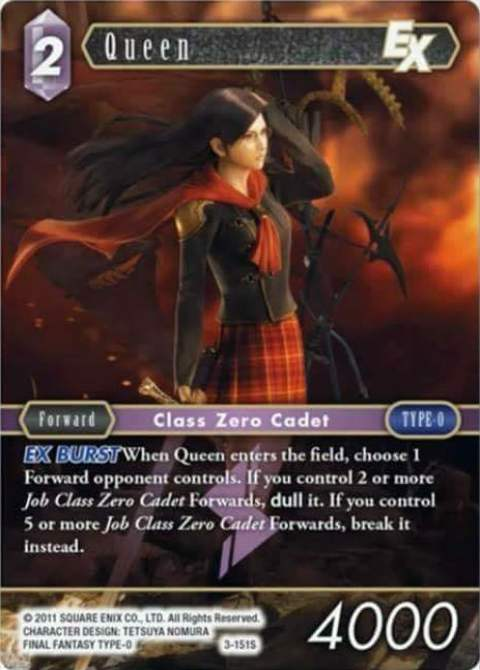 2
Queen
EX
Forward
Class Zero Cadet
TYPE-0
EX BURST When Queen enters the field, choose 1
Forward opponent controls. If you control 2 or more
Job Class Zero Cadet Forwards, dull it. If you control
5 or more Job Class Zero Cadet Forwards, break it
instead.
© 2011 SQUARE ENIX CO., LTD. All Rights Reserved.
CHARACTER DESIGN: TETSUYA NOMURA
FINAL FANTASY TYPE-0
3-151S
4000